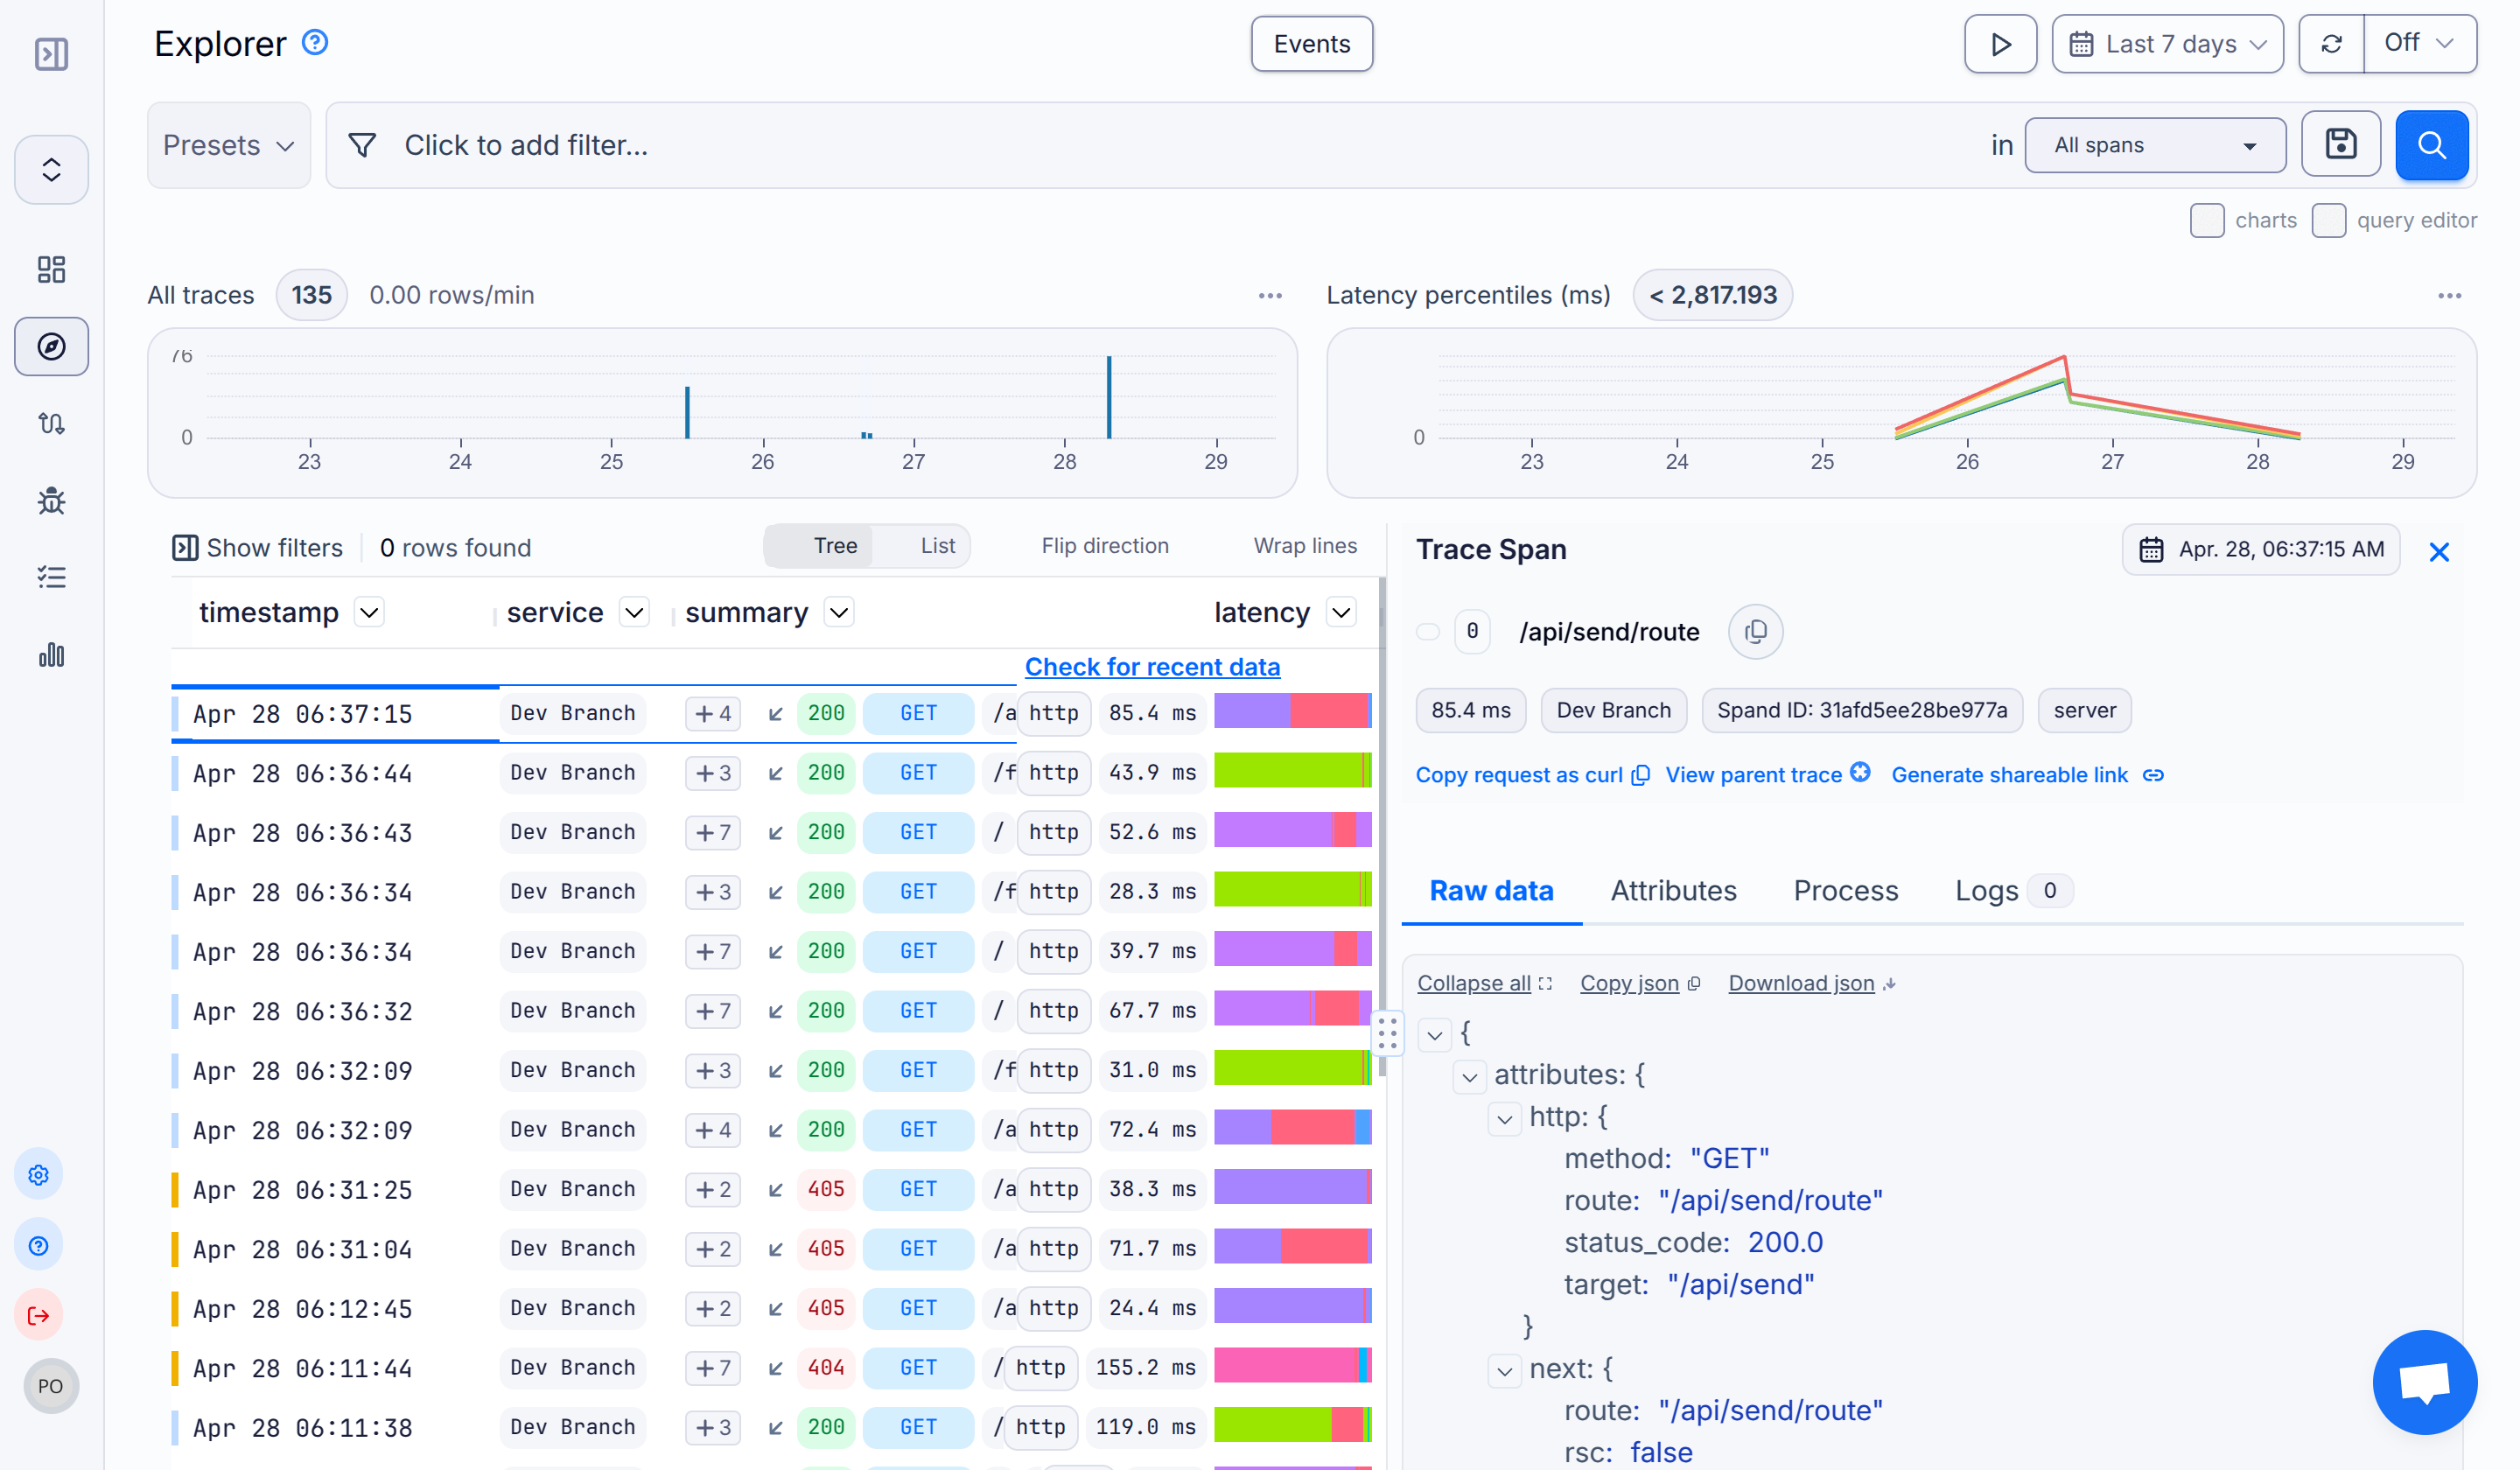 Explorer
Events
Last 7 days
Off
Presets
Click to add filter...
in
All spans
charts
query editor
All traces 135 0.00 rows/min
Latency percentiles (ms) < 2,817.193
76
0
23 24 25 26 27 28 29
0
23 24 25 26 27 28 29
Show filters
0 rows found
Tree List
Flip direction
Wrap lines
timestamp service summary latency
Check for recent data
Apr 28 06:37:15 Dev Branch +4 200 GET /a http 85.4 ms
Apr 28 06:36:44 Dev Branch +3 200 GET /f http 43.9 ms
Apr 28 06:36:43 Dev Branch +7 200 GET / http 52.6 ms
Apr 28 06:36:34 Dev Branch +3 200 GET /f http 28.3 ms
Apr 28 06:36:34 Dev Branch +7 200 GET / http 39.7 ms
Apr 28 06:36:32 Dev Branch +7 200 GET / http 67.7 ms
Apr 28 06:32:09 Dev Branch +3 200 GET /f http 31.0 ms
Apr 28 06:32:09 Dev Branch +4 200 GET /a http 72.4 ms
Apr 28 06:31:25 Dev Branch +2 405 GET /a http 38.3 ms
Apr 28 06:31:04 Dev Branch +2 405 GET /a http 71.7 ms
Apr 28 06:12:45 Dev Branch +2 405 GET /a http 24.4 ms
Apr 28 06:11:44 Dev Branch +7 404 GET / http 155.2 ms
Apr 28 06:11:38 Dev Branch +3 200 GET / http 119.0 ms
PO
Trace Span
Apr. 28, 06:37:15 AM
0 /api/send/route
85.4 ms Dev Branch Spand ID: 31afd5ee28be977a server
Copy request as curl View parent trace Generate shareable link
Raw data Attributes Process Logs 0
Collapse all Copy json Download json
{
attributes: {
http: {
method: "GET"
route: "/api/send/route"
status_code: 200.0
target: "/api/send"
}
next: {
route: "/api/send/route"
rsc: false